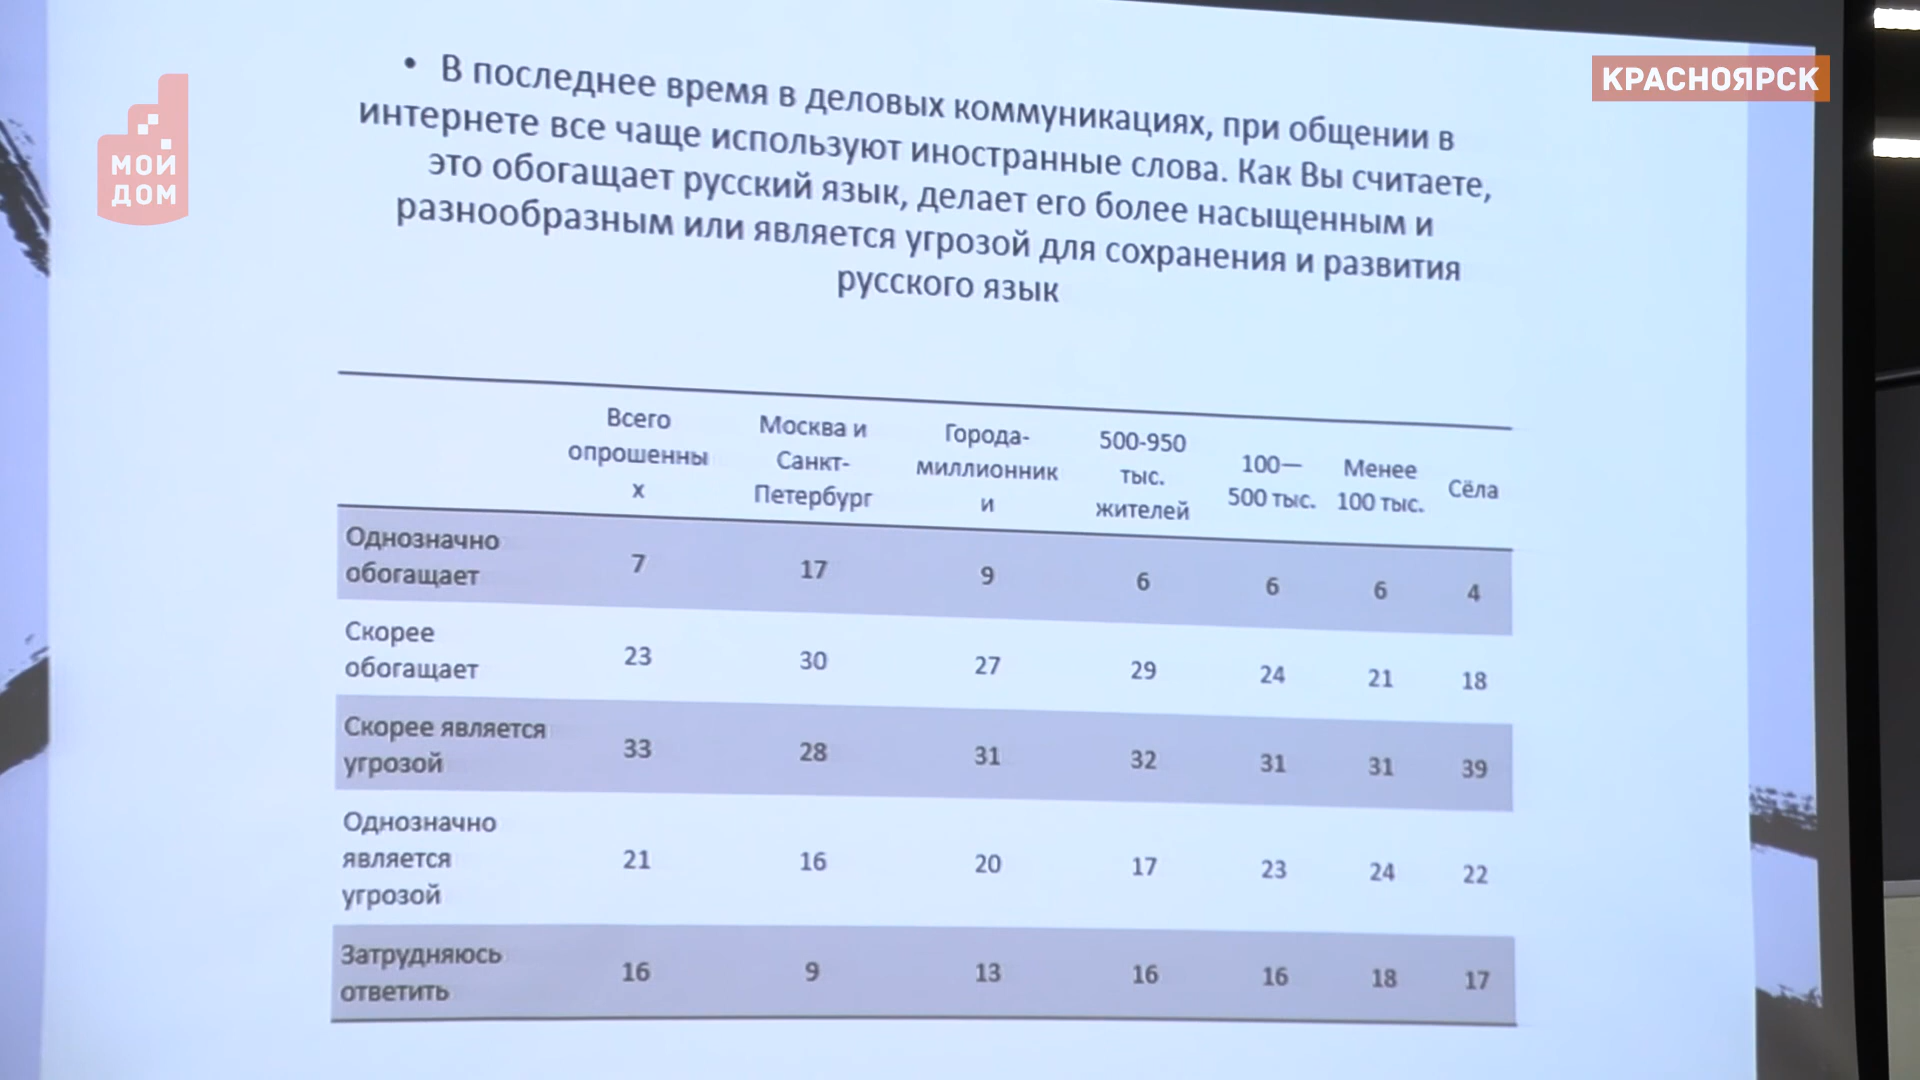 МОЙ
ДОМ
КРАСНОЯРСК
• В последнее время в деловых коммуникациях, при общении в
интернете все чаще используют иностранные слова. Как Вы считаете,
это обогащает русский язык, делает его более насыщенным и
разнообразным или является угрозой для сохранения и развития
русского язык
Всего
опрошенны
х
Москва и
Санкт-
Петербург
Города-
миллионник
и
500-950
тыс.
жителей
100—
500 тыс.
Менее
100 тыс.
Сёла
Однозначно
обогащает
7 17 9 6 6 6 4
Скорее
обогащает
23 30 27 29 24 21 18
Скорее является
угрозой
33 28 31 32 31 31 39
Однозначно
является
угрозой
21 16 20 17 23 24 22
Затрудняюсь
ответить
16 9 13 16 16 18 17